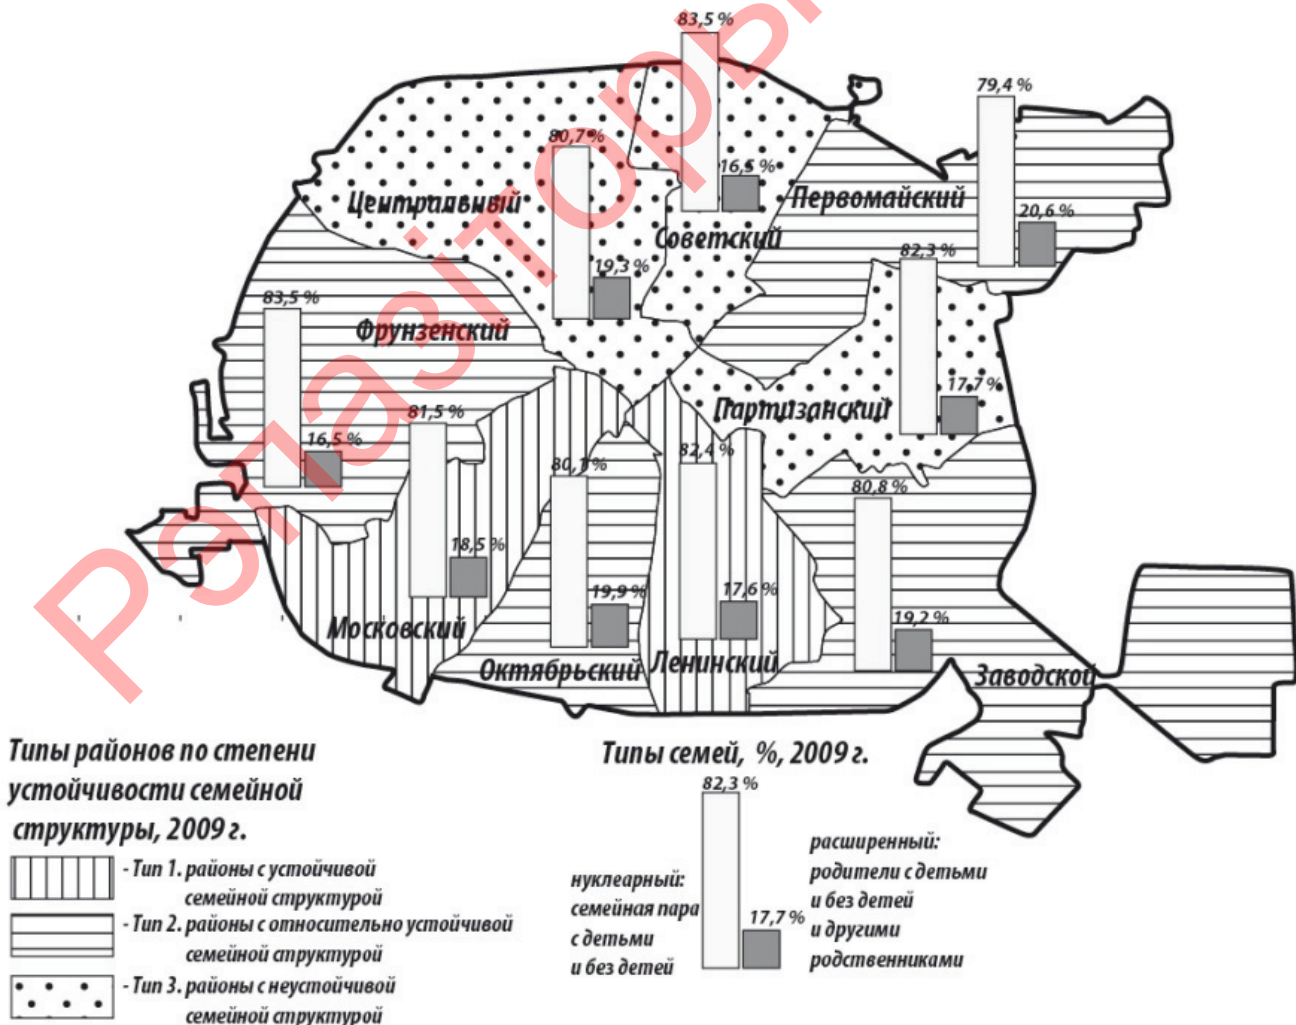 83,5 %
79,4 %
80,7 %
16,5 %
Центральный
Первомайский
20,6 %
Советский
82,3 %
19,3 %
83,5 %
Фрунзенский
17,7 %
81,5 %
Партизанский
16,5 %
82,4 %
80,1 %
80,8 %
18,5 %
19,9 %
17,6 %
19,2 %
Московский
Октябрьский
Ленинский
Заводской
Рэпазіторы
Типы районов по степени
устойчивости семейной
структуры, 2009 г.
- Тип 1. районы с устойчивой
семейной структурой
- Тип 2. районы с относительно устойчивой
семейной структурой
- Тип 3. районы с неустойчивой
семейной структурой
Типы семей, %, 2009 г.
82,3 %
нуклеарный:
семейная пара
с детьми
и без детей
17,7 %
расширенный:
родители с детьми
и без детей
и другими
родственниками